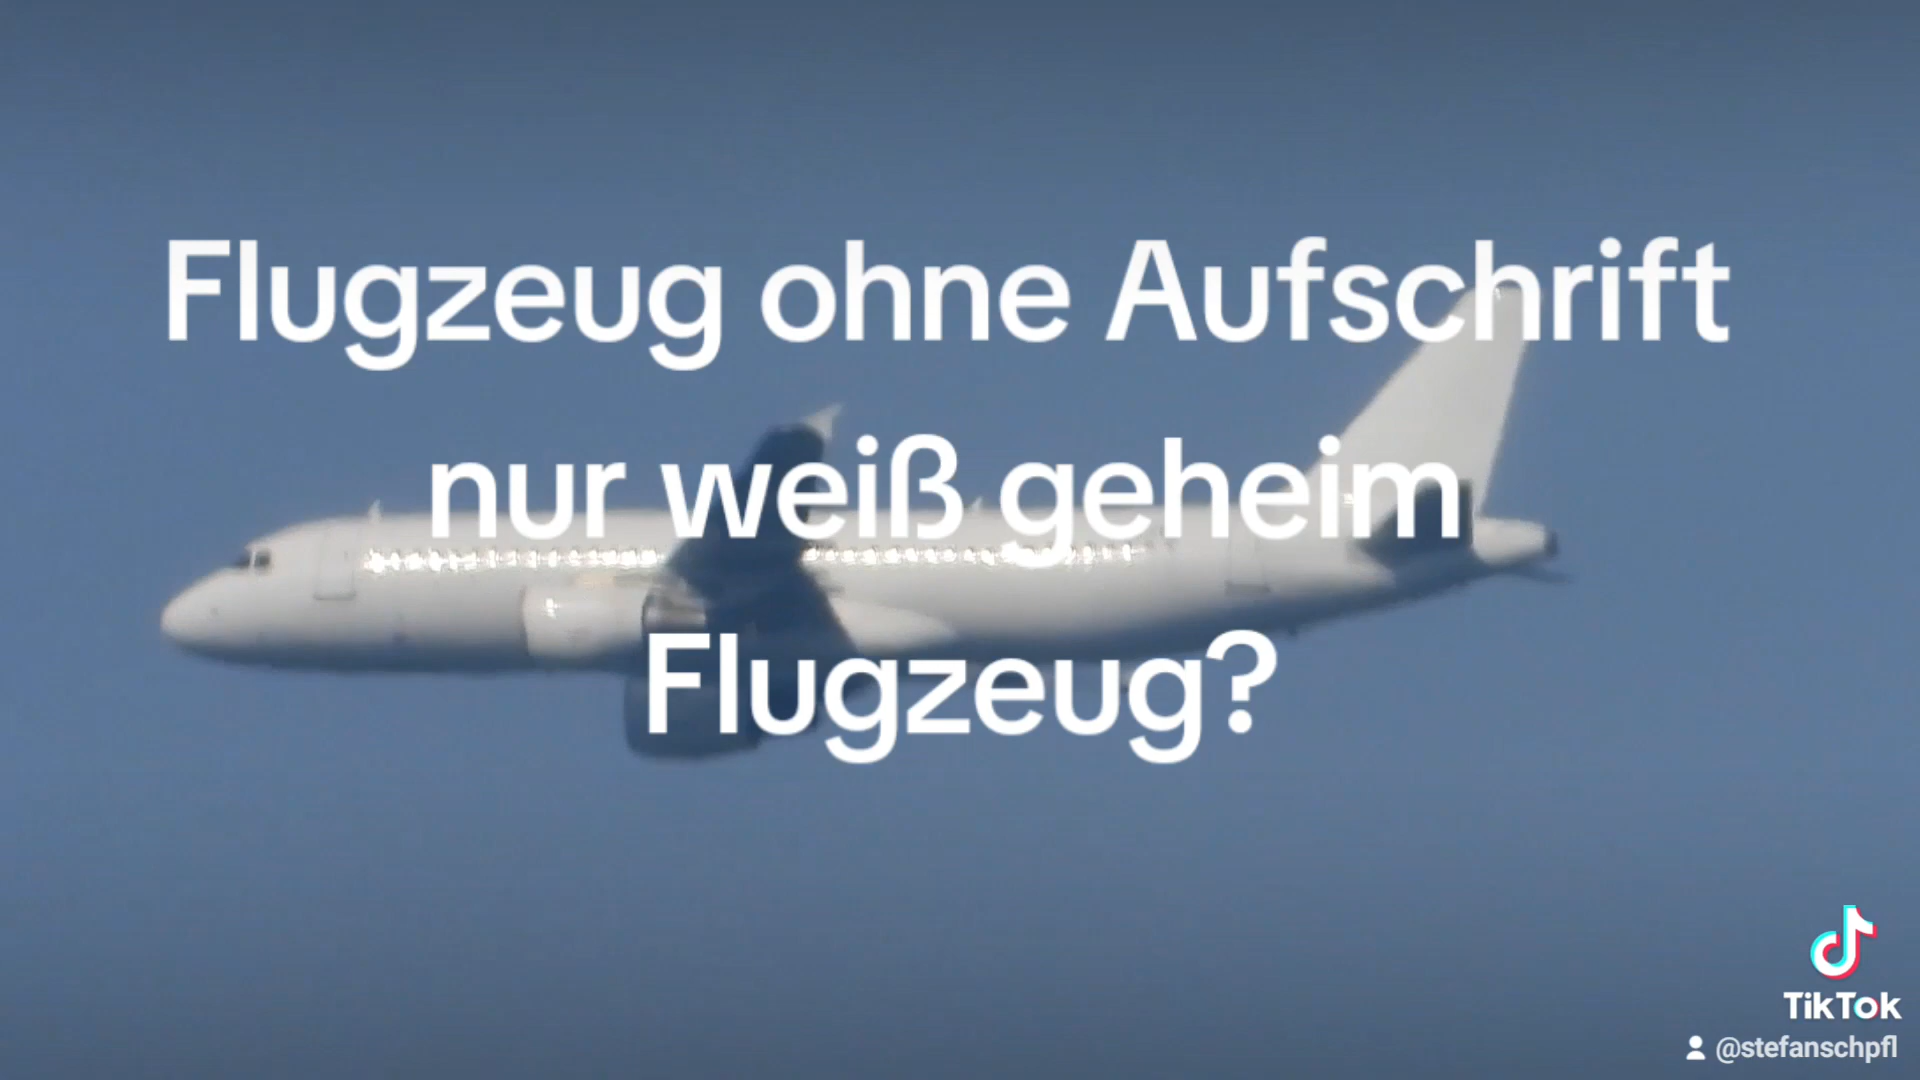 Flugzeug ohne Aufschrift
nur weiß geheim
Flugzeug?
TikTok
@stefanschpfl